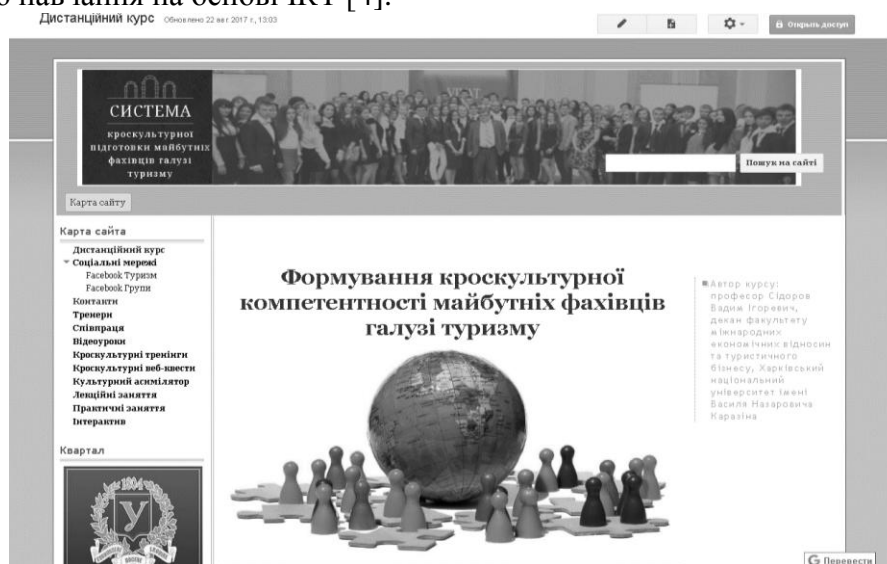 навчання на основі ІКТ [4].
Дистанційний курс Обновлено 22 авг. 2017 г., 13:03
Открыть доступ
СИСТЕМА
кроскультурної
підготовки майбутніх
фахівців галузі
туризму
Пошук на сайті
Карта сайту
Карта сайта
Дистанційний курс
Соціальні мережі
Facebook Туризм
Facebook Групи
Контакти
Тренери
Співпраця
Відеоуроки
Кроскультурні тренінги
Кроскультурні веб-квести
Культурний асимілятор
Лекційні заняття
Практичні заняття
Інтерактив
Квартал
1804
У
Формування кроскультурної
компетентності майбутніх фахівців
галузі туризму
Автор курсу:
професор Сідоров
Вадим Ігоревич,
декан факультету
міжнародних
економічних відносин
та туристичного
бізнесу, Харківський
національний
університет імені
Василя Назаровича
Каразіна
G Перевести